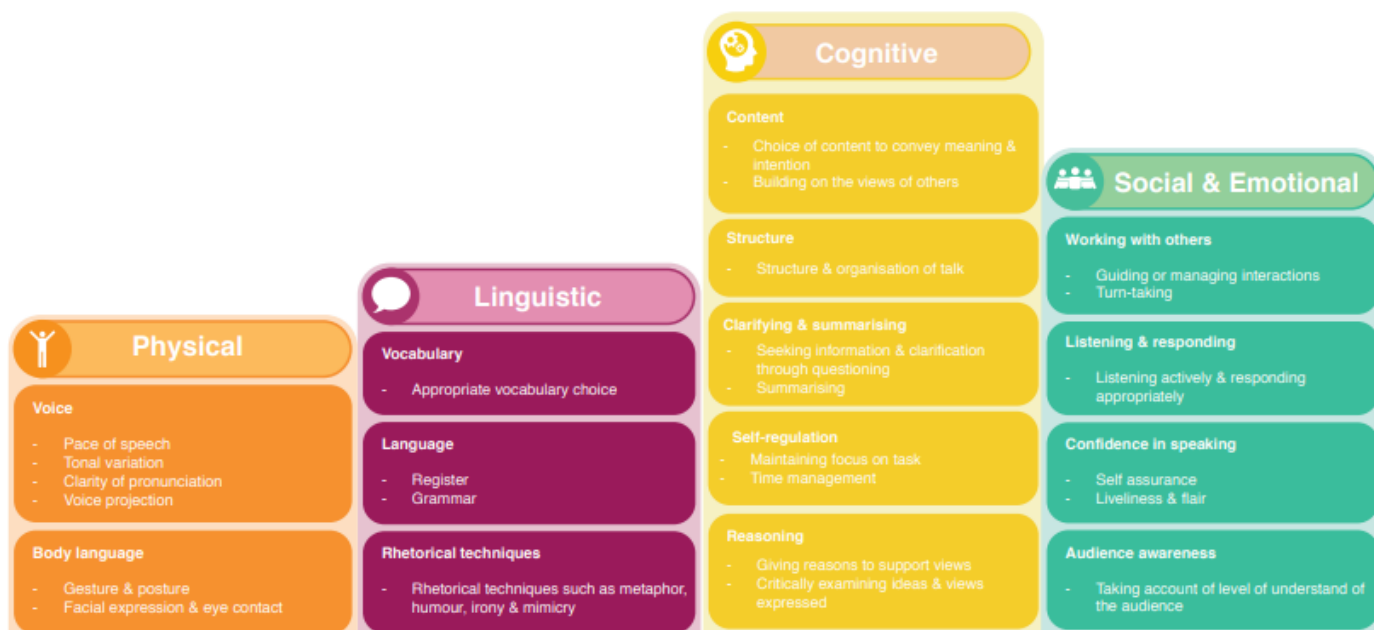 Physical
Voice
- Pace of speech
- Tonal variation
- Clarity of pronunciation
- Voice projection
Body language
- Gesture & posture
- Facial expression & eye contact
Linguistic
Vocabulary
- Appropriate vocabulary choice
Language
- Register
- Grammar
Rhetorical techniques
- Rhetorical techniques such as metaphor,
humour, irony & mimicry
Cognitive
Content
- Choice of content to convey meaning &
intention
- Building on the views of others
Structure
- Structure & organisation of talk
Clarifying & summarising
- Seeking information & clarification
through questioning
- Summarising
Self-regulation
- Maintaining focus on task
- Time management
Reasoning
- Giving reasons to support views
- Critically examining ideas & views
expressed
Social & Emotional
Working with others
- Guiding or managing interactions
- Turn-taking
Listening & responding
- Listening actively & responding
appropriately
Confidence in speaking
- Self assurance
- Liveliness & flair
Audience awareness
- Taking account of level of understand of
the audience